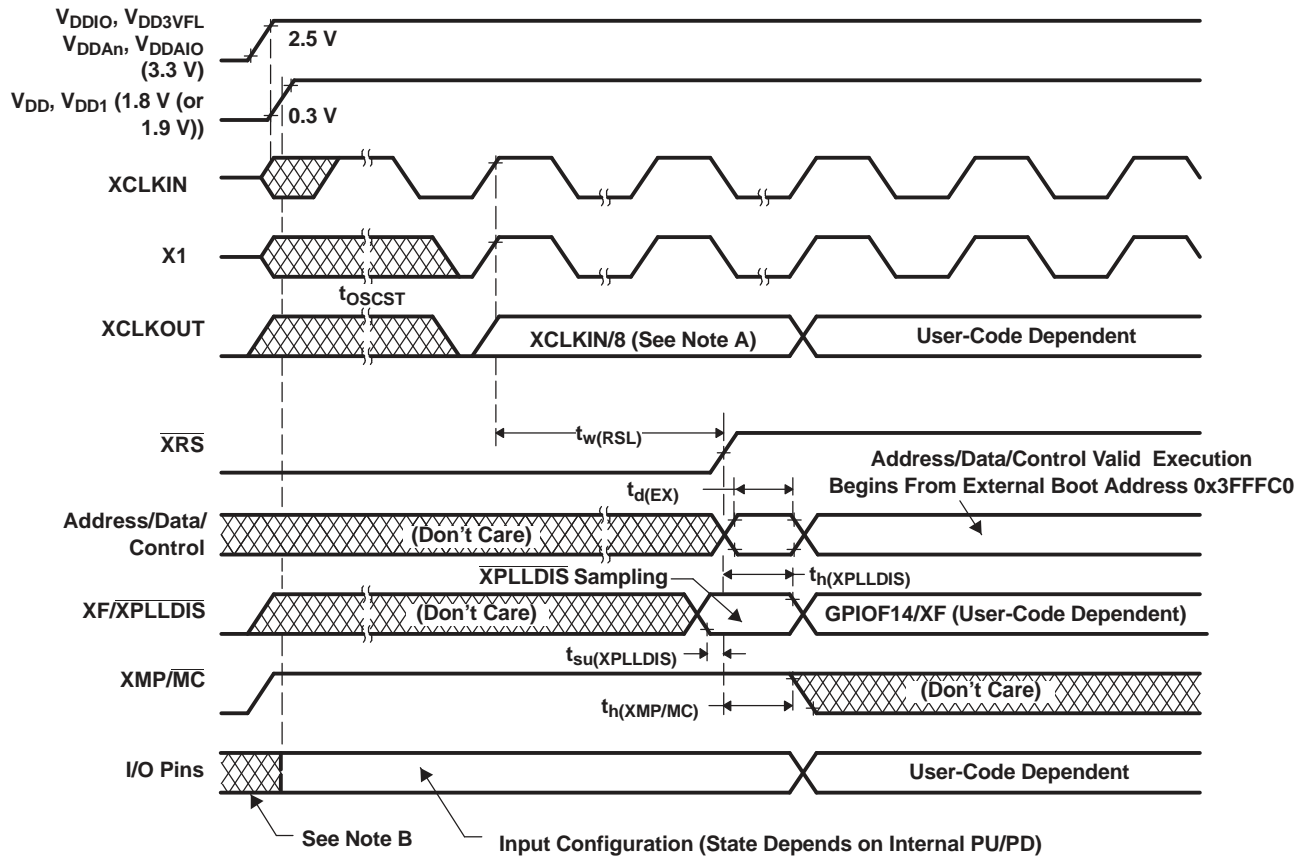 VDDIO, VDD3VFL
VDDAn, VDDAIO
(3.3 V)
2.5 V
VDD, VDD1 (1.8 V (or
1.9 V))
0.3 V
XCLKIN
X1
tOSCST
XCLKOUT
XCLKIN/8 (See Note A)
User-Code Dependent
XRS
tw(RSL)
Address/Data/Control Valid Execution
Begins From External Boot Address 0x3FFFC0
td(EX)
Address/Data/
Control
(Don't Care)
XPLLDIS Sampling
th(XPLLDIS)
XF/XPLLDIS
(Don't Care)
GPIOF14/XF (User-Code Dependent)
tsu(XPLLDIS)
XMP/MC
(Don't Care)
th(XMP/MC)
I/O Pins
User-Code Dependent
See Note B
Input Configuration (State Depends on Internal PU/PD)